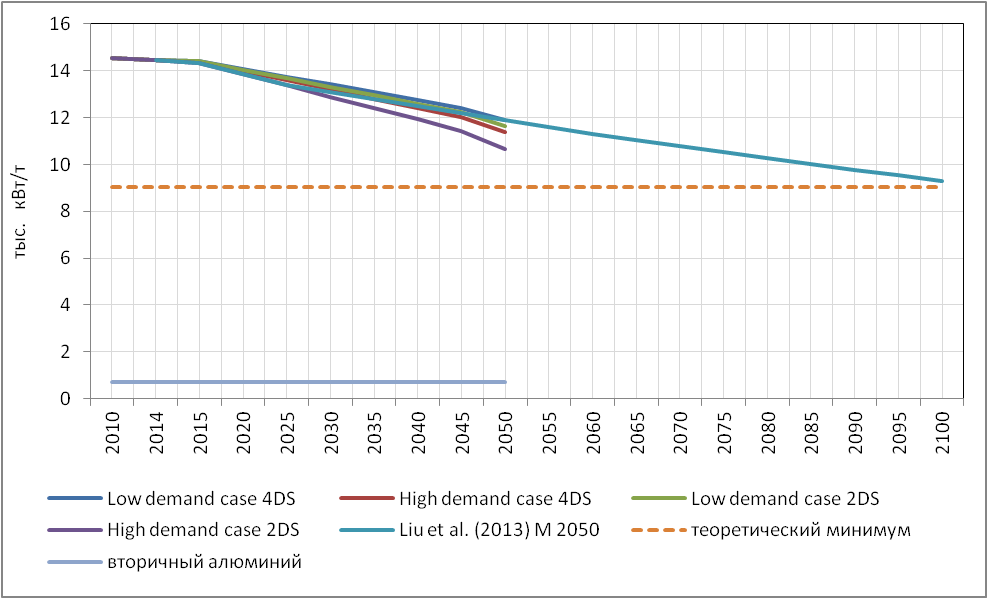 16
14
12
10
8
6
4
2
0
тыс. кВт/т
2010 2014 2015 2020 2025 2030 2035 2040 2045 2050 2055 2060 2065 2070 2075 2080 2085 2090 2095 2100
Low demand case 4DS High demand case 4DS Low demand case 2DS
High demand case 2DS Liu et al. (2013) M 2050 теоретический минимум
вторичный алюминий